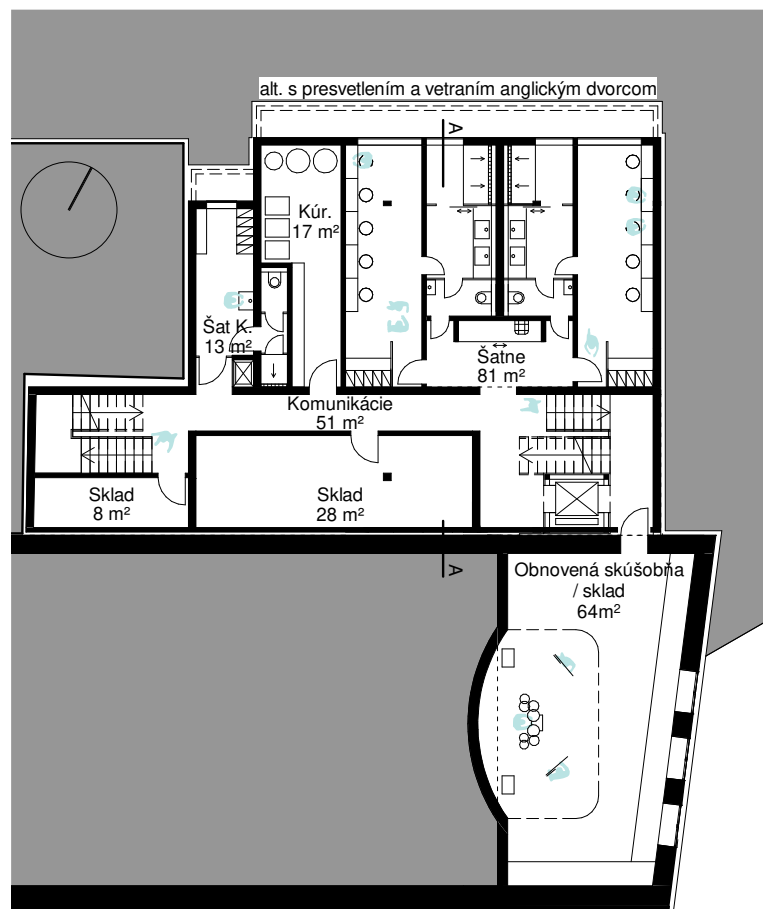 alt. s presvetlením a vetraním anglickým dvorcom
A
Kúr.
17 m²
Šat K.
13 m²
Šatne
81 m²
Komunikácie
51 m²
Sklad
8 m²
Sklad
28 m²
A
Obnovená skúšobňa
/ sklad
64m²